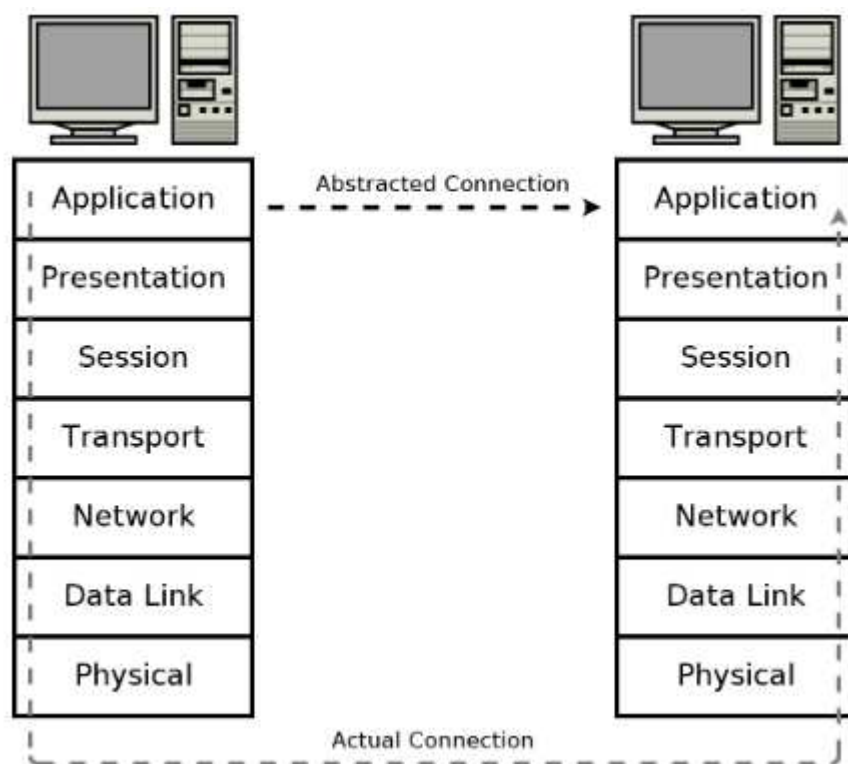 Abstracted Connection
Application
Presentation
Session
Transport
Network
Data Link
Physical
Application
Presentation
Session
Transport
Network
Data Link
Physical
Actual Connection